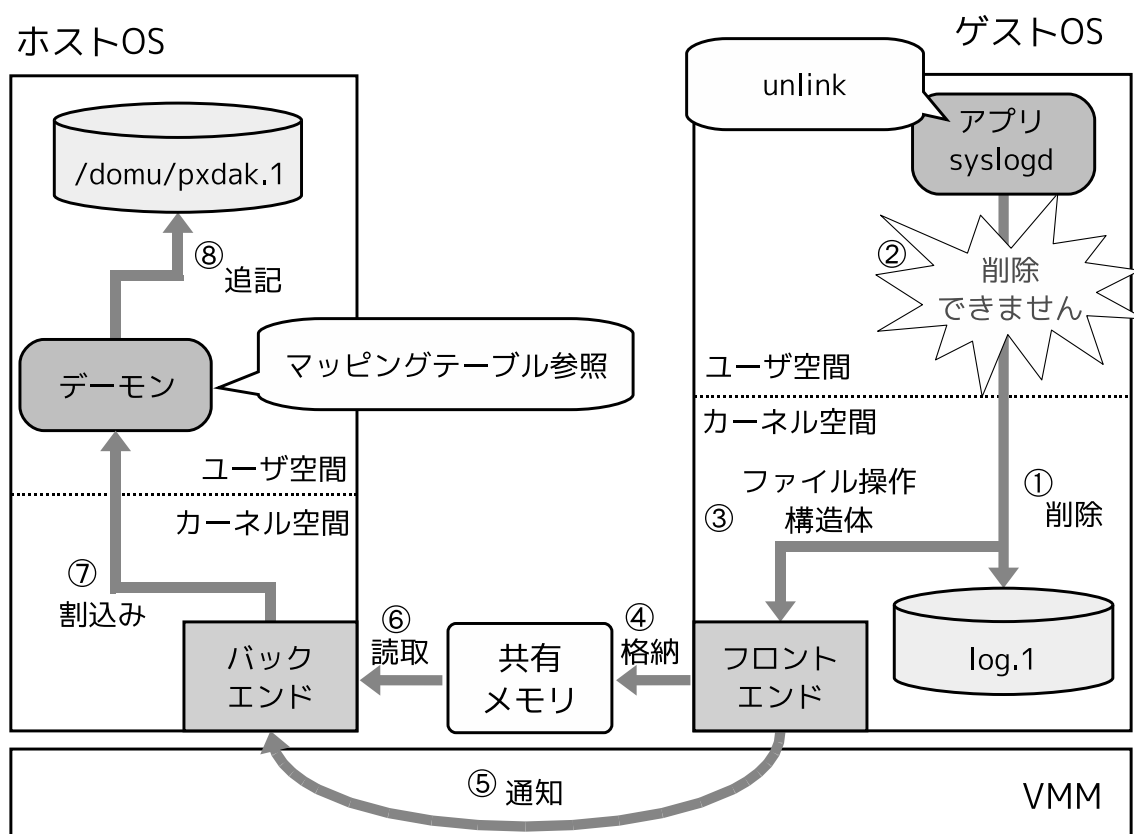 ホストOS
ゲストOS
unlink
アプリ
syslogd
/domu/pxdak.1
⑧
追記
②
削除
できません
マッピングテーブル参照
デーモン
ユーザ空間
カーネル空間
ユーザ空間
カーネル空間
ファイル操作
構造体
③
①
削除
⑦
割込み
バック
エンド
⑥
読取
共有
メモリ
④
格納
フロント
エンド
log.1
⑤ 通知
VMM